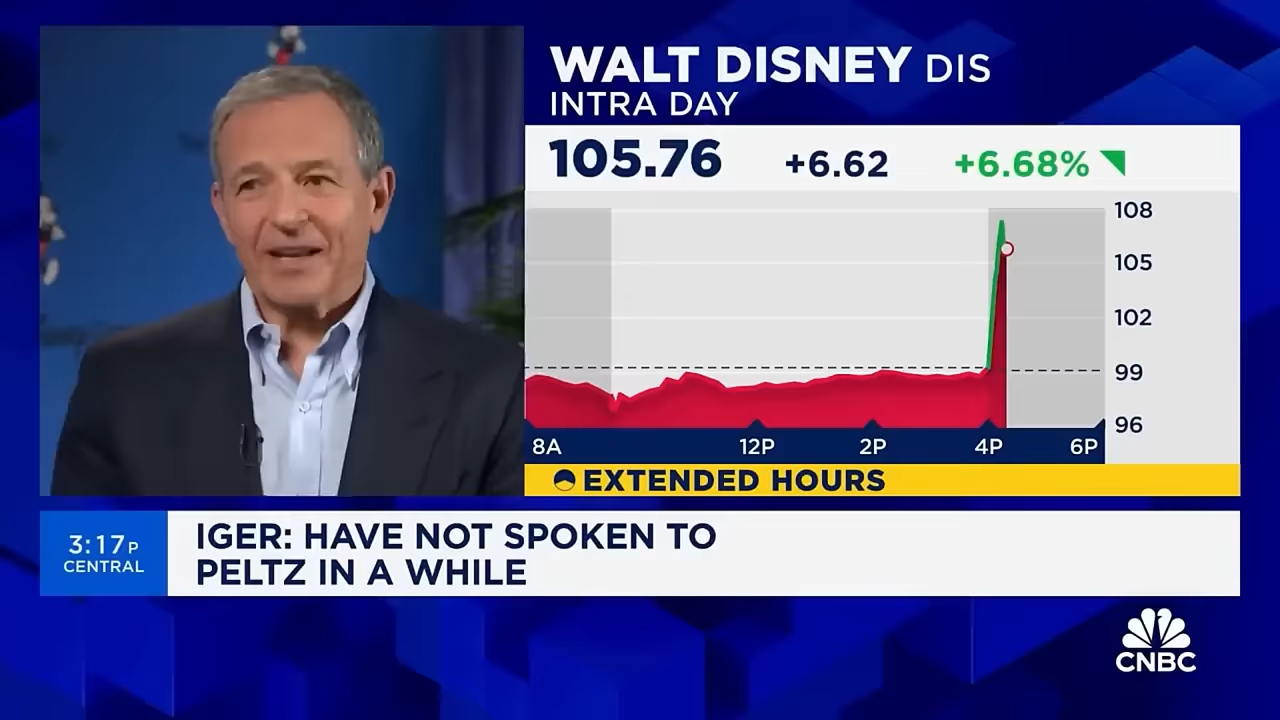 WALT DISNEY DIS
INTRA DAY
105.76 +6.62 +6.68%
108
105
102
99
96
8A 12P 2P 4P 6P
EXTENDED HOURS
3:17P
CENTRAL
IGER: HAVE NOT SPOKEN TO
PELTZ IN A WHILE
CNBC